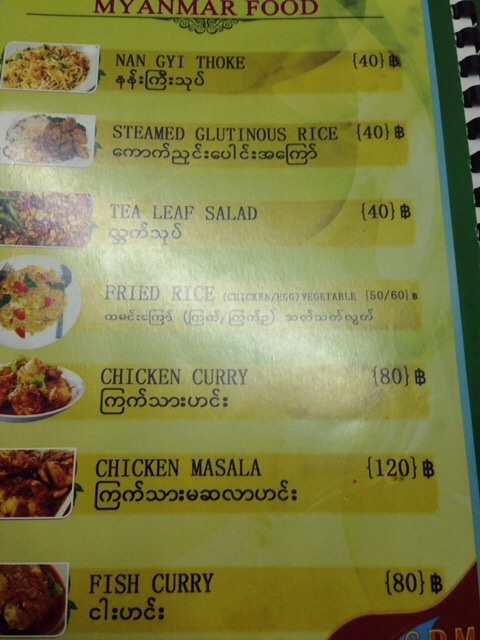 MYANMAR FOOD
NAN GYI THOKE {40} ฿
နန်းကြီးသုပ်
STEAMED GLUTINOUS RICE {40} ฿
ကောက်ညှင်းပေါင်းအကြော်
TEA LEAF SALAD {40} ฿
လ္ဘက်သုပ်
FRIED RICE (CHICKEN/EGG) VEGETABLE {50/60} ฿
ထမင်းကြော် (ကြက်/ကြက်ဥ) သတ်သတ်လွတ်
CHICKEN CURRY {80} ฿
ကြက်သားဟင်း
CHICKEN MASALA {120} ฿
ကြက်သားမဆလာဟင်း
FISH CURRY {80} ฿
ငါးဟင်း